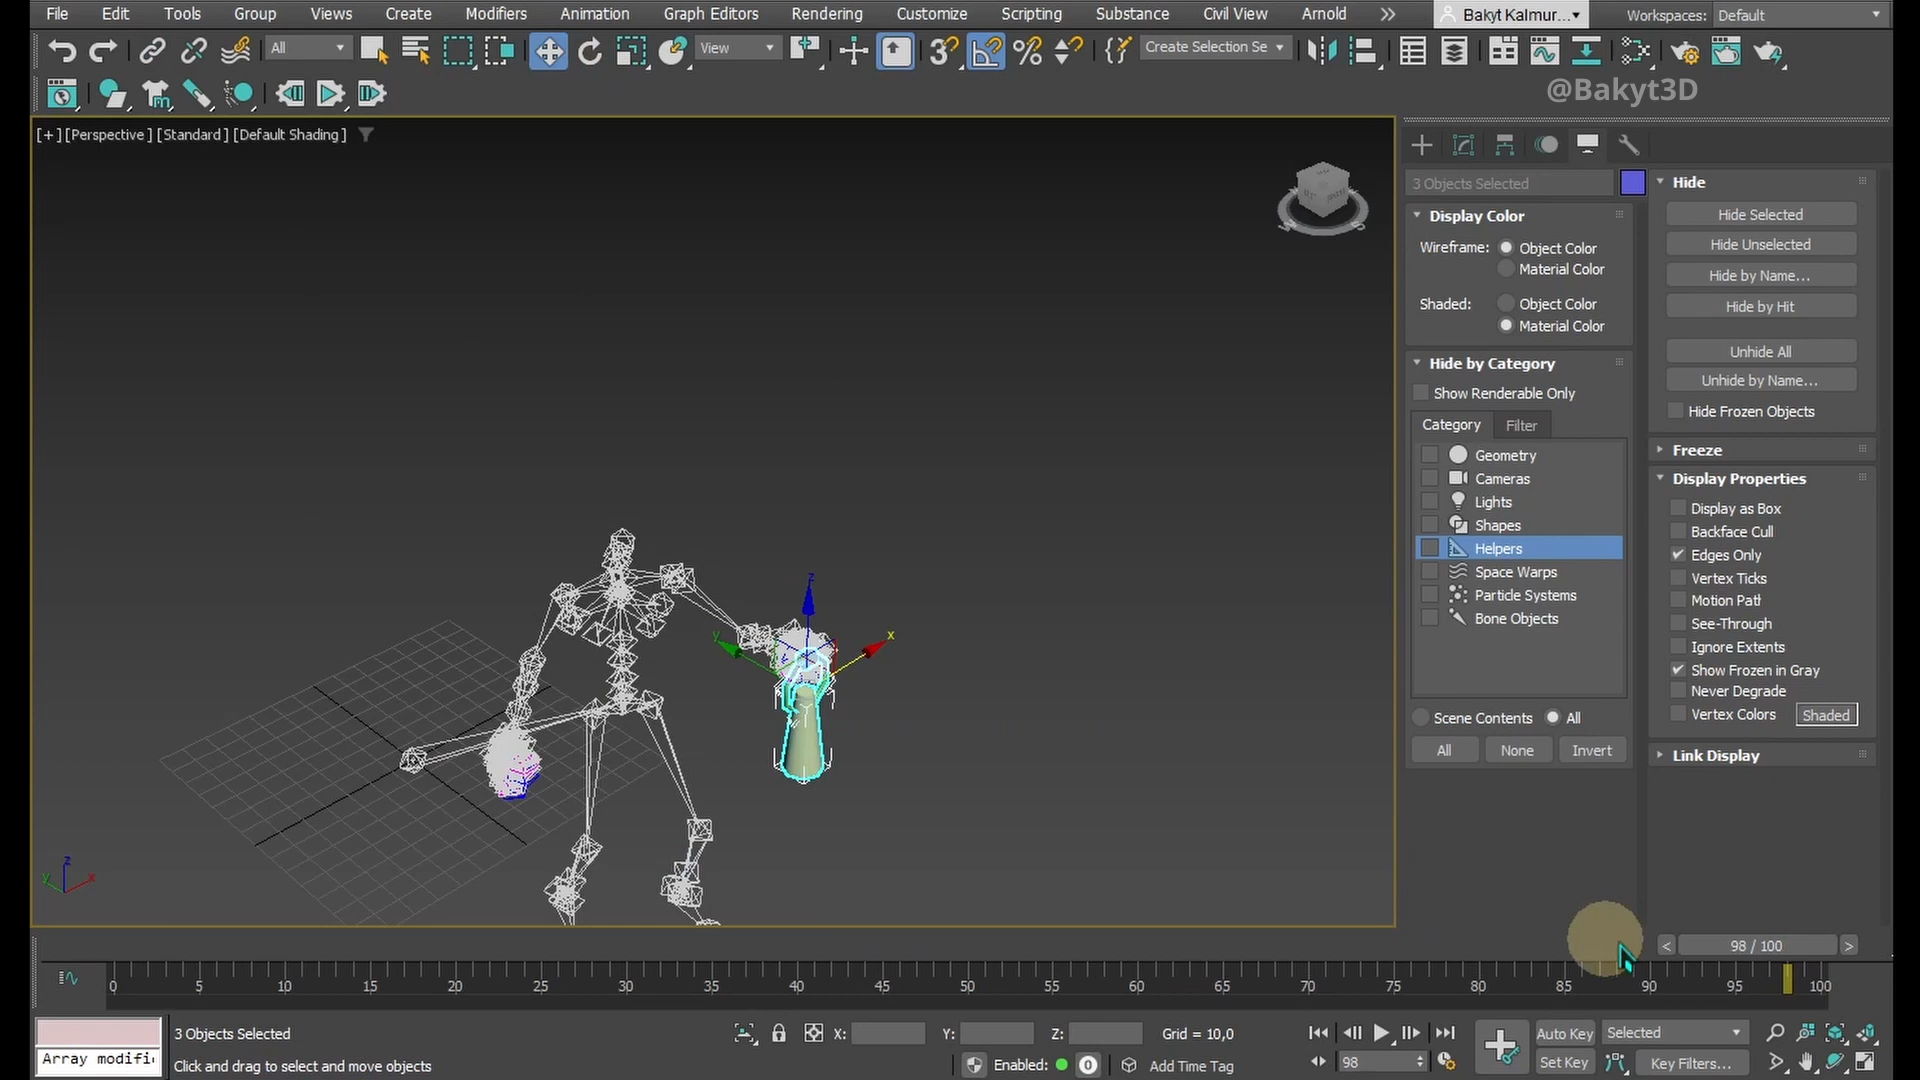 File Edit Tools Group Views Create Modifiers Animation Graph Editors Rendering Customize Scripting Substance Civil View Arnold Bakyt Kalmur... Workspaces: Default
All View Create Selection Se
@Bakyt3D
[+] [Perspective] [Standard] [Default Shading]
3 Objects Selected
Display Color
Wireframe: Object Color
Material Color
Shaded: Object Color
Material Color
Hide by Category
Show Renderable Only
Category Filter
Geometry
Cameras
Lights
Shapes
Helpers
Space Warps
Particle Systems
Bone Objects
Scene Contents All
All None Invert
Hide
Hide Selected
Hide Unselected
Hide by Name...
Hide by Hit
Unhide All
Unhide by Name...
Hide Frozen Objects
Freeze
Display Properties
Display as Box
Backface Cull
Edges Only
Vertex Ticks
Motion Path
See-Through
Ignore Extents
Show Frozen in Gray
Never Degrade
Vertex Colors Shaded
Link Display
z
y
x
z
y
x
< 98 / 100 >
0 5 10 15 20 25 30 35 40 45 50 55 60 65 70 75 80 85 90 95 100
3 Objects Selected X: Y: Z: Grid = 10,0 Auto Key Selected
Array modifi Click and drag to select and move objects Enabled: 0 Add Time Tag 98 Set Key Key Filters...